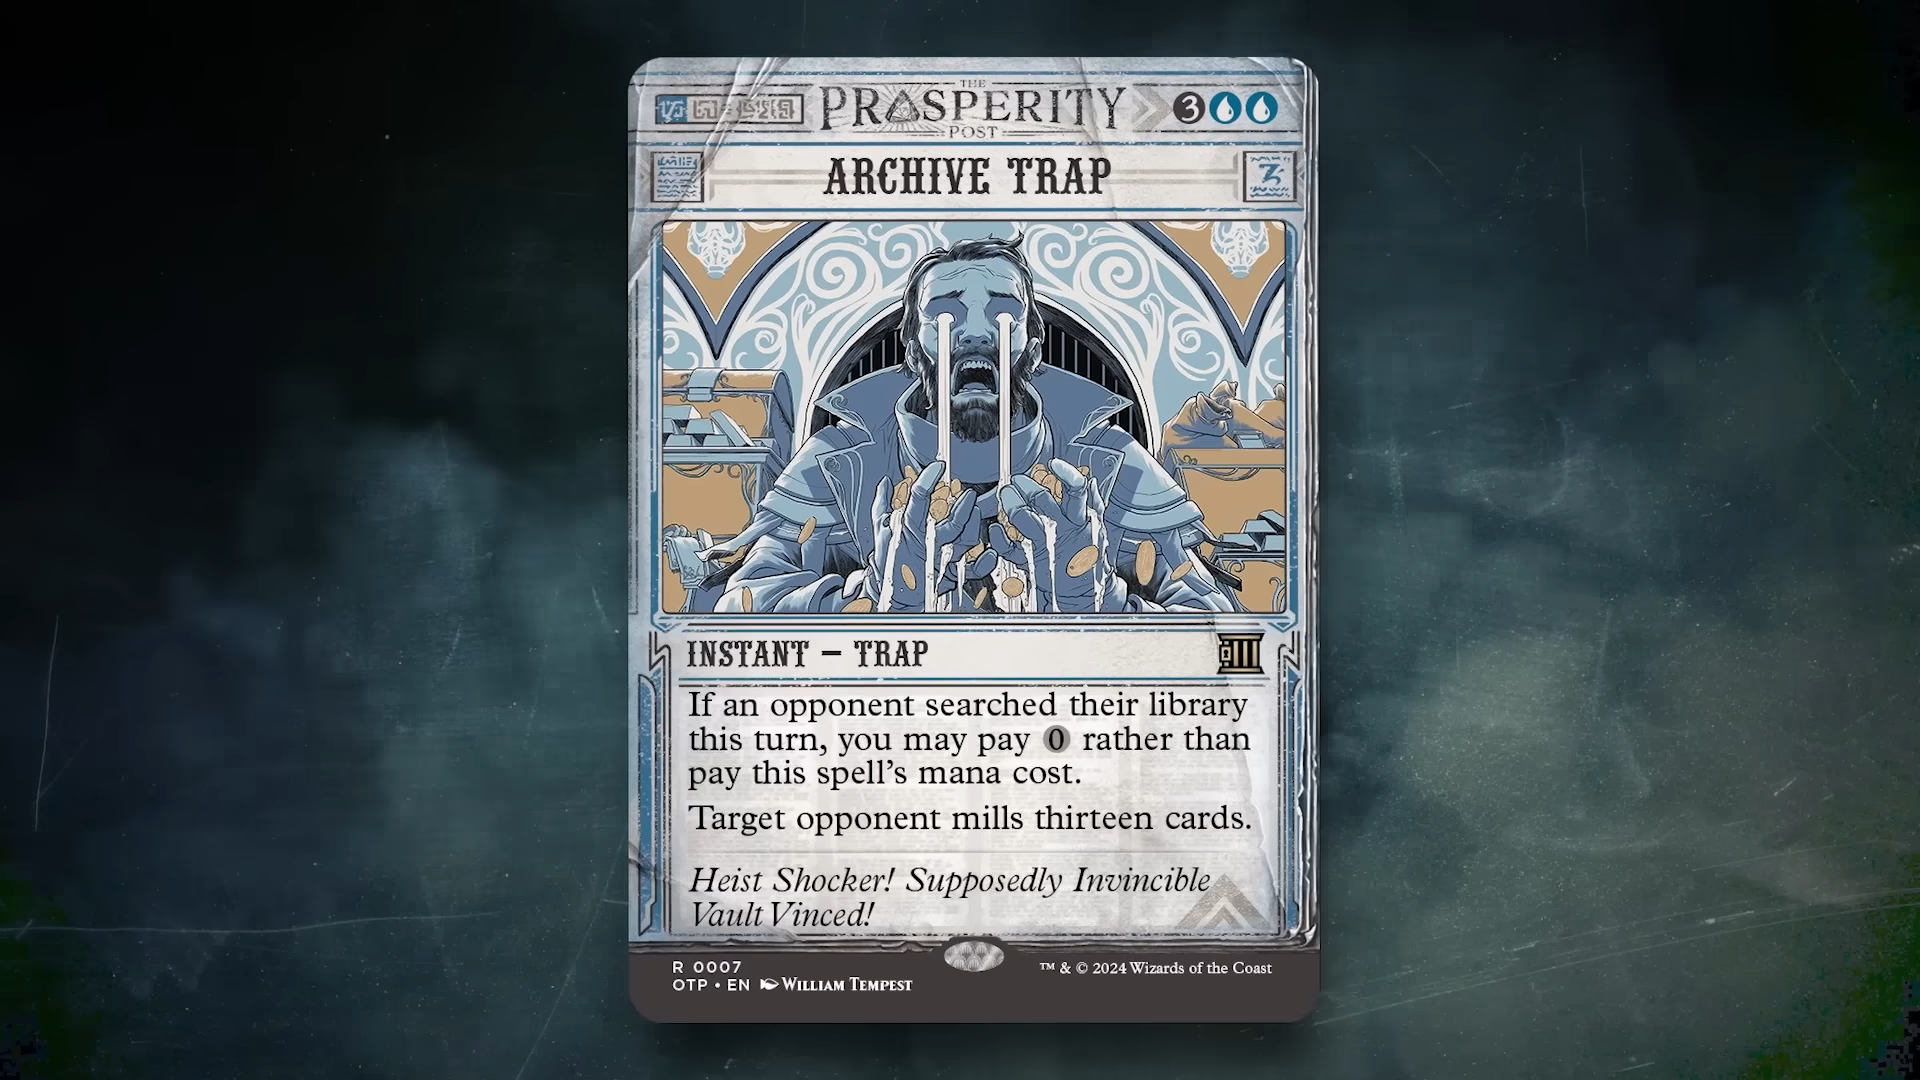 THE
PROSPERITY
POST
3
ARCHIVE TRAP
INSTANT – TRAP
If an opponent searched their library
this turn, you may pay 0 rather than
pay this spell's mana cost.
Target opponent mills thirteen cards.
Heist Shocker! Supposedly Invincible
Vault Vinced!
R 0007
OTP • EN WILLIAM TEMPEST
™ & © 2024 Wizards of the Coast